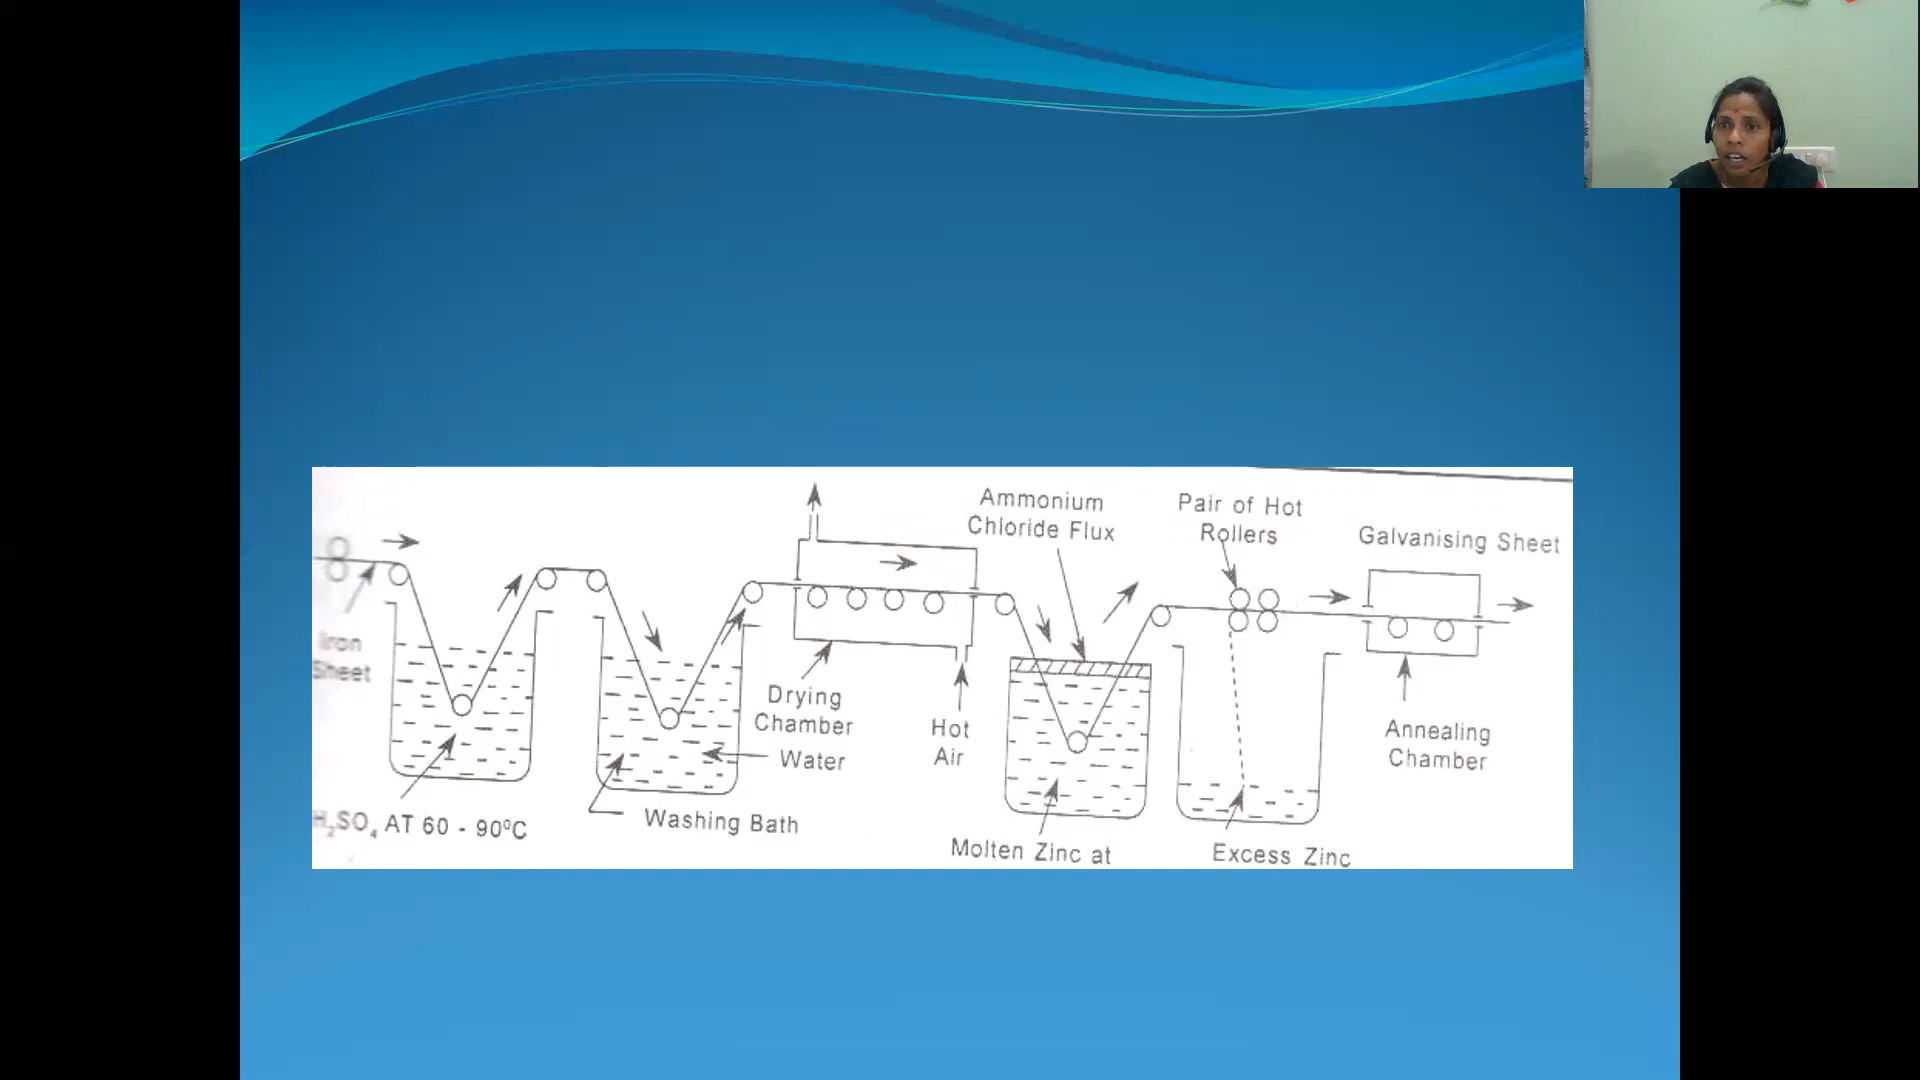 Iron
Sheet
H₂SO₄ AT 60 - 90⁰C
Washing Bath
Water
Drying
Chamber
Hot
Air
Ammonium
Chloride Flux
Molten Zinc at
Pair of Hot
Rollers
Excess Zinc
Galvanising Sheet
Annealing
Chamber